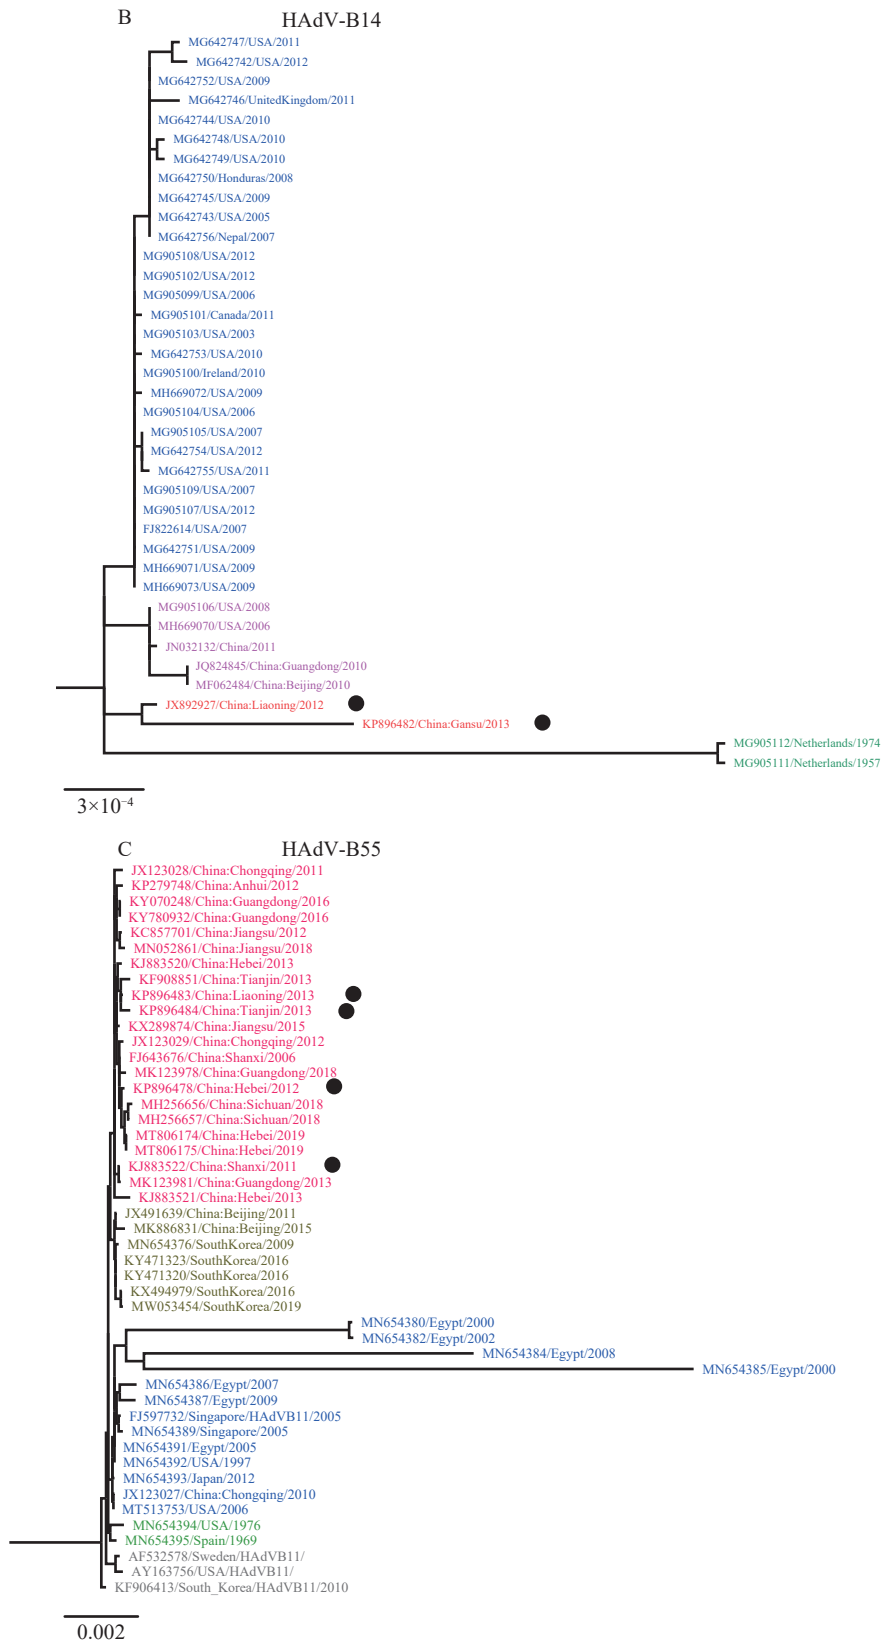 B
HAdV-B14
MG642747/USA/2011
MG642742/USA/2012
MG642752/USA/2009
MG642746/UnitedKingdom/2011
MG642744/USA/2010
MG642748/USA/2010
MG642749/USA/2010
MG642750/Honduras/2008
MG642745/USA/2009
MG642743/USA/2005
MG642756/Nepal/2007
MG905108/USA/2012
MG905102/USA/2012
MG905099/USA/2006
MG905101/Canada/2011
MG905103/USA/2003
MG642753/USA/2010
MG905100/Ireland/2010
MH669072/USA/2009
MG905104/USA/2006
MG905105/USA/2007
MG642754/USA/2012
MG642755/USA/2011
MG905109/USA/2007
MG905107/USA/2012
FJ822614/USA/2007
MG642751/USA/2009
MH669071/USA/2009
MH669073/USA/2009
MG905106/USA/2008
MH669070/USA/2006
JN032132/China/2011
JQ824845/China:Guangdong/2010
MF062484/China:Beijing/2010
JX892927/China:Liaoning/2012
KP896482/China:Gansu/2013
MG905112/Netherlands/1974
MG905111/Netherlands/1957
3×10⁻⁴
C
HAdV-B55
JX123028/China:Chongqing/2011
KP279748/China:Anhui/2012
KY070248/China:Guangdong/2016
KY780932/China:Guangdong/2016
KC857701/China:Jiangsu/2012
MN052861/China:Jiangsu/2018
KJ883520/China:Hebei/2013
KF908851/China:Tianjin/2013
KP896483/China:Liaoning/2013
KP896484/China:Tianjin/2013
KX289874/China:Jiangsu/2015
JX123029/China:Chongqing/2012
FJ643676/China:Shanxi/2006
MK123978/China:Guangdong/2018
KP896478/China:Hebei/2012
MH256656/China:Sichuan/2018
MH256657/China:Sichuan/2018
MT806174/China:Hebei/2019
MT806175/China:Hebei/2019
KJ883522/China:Shanxi/2011
MK123981/China:Guangdong/2013
KJ883521/China:Hebei/2013
JX491639/China:Beijing/2011
MK886831/China:Beijing/2015
MN654376/SouthKorea/2009
KY471323/SouthKorea/2016
KY471320/SouthKorea/2016
KX494979/SouthKorea/2016
MW053454/SouthKorea/2019
MN654380/Egypt/2000
MN654382/Egypt/2002
MN654384/Egypt/2008
MN654385/Egypt/2000
MN654386/Egypt/2007
MN654387/Egypt/2009
FJ597732/Singapore/HAdVB11/2005
MN654389/Singapore/2005
MN654391/Egypt/2005
MN654392/USA/1997
MN654393/Japan/2012
JX123027/China:Chongqing/2010
MT513753/USA/2006
MN654394/USA/1976
MN654395/Spain/1969
AF532578/Sweden/HAdVB11/
AY163756/USA/HAdVB11/
KF906413/South_Korea/HAdVB11/2010
0.002